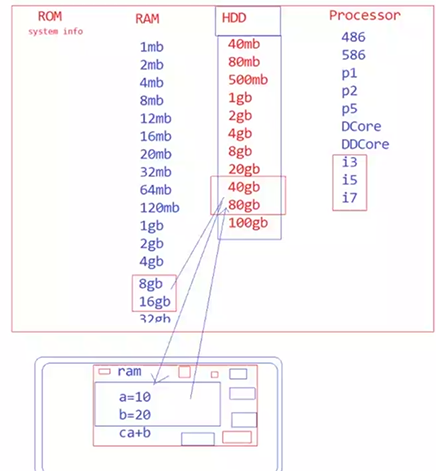 ROM
system info
RAM
1mb
2mb
4mb
8mb
12mb
16mb
20mb
32mb
64mb
120mb
1gb
2gb
4gb
8gb
16gb
32gb
HDD
40mb
80mb
500mb
1gb
2gb
4gb
8gb
20gb
40gb
80gb
100gb
Processor
486
586
p1
p2
p5
DCore
DDCore
i3
i5
i7
ram
a=10
b=20
ca+b